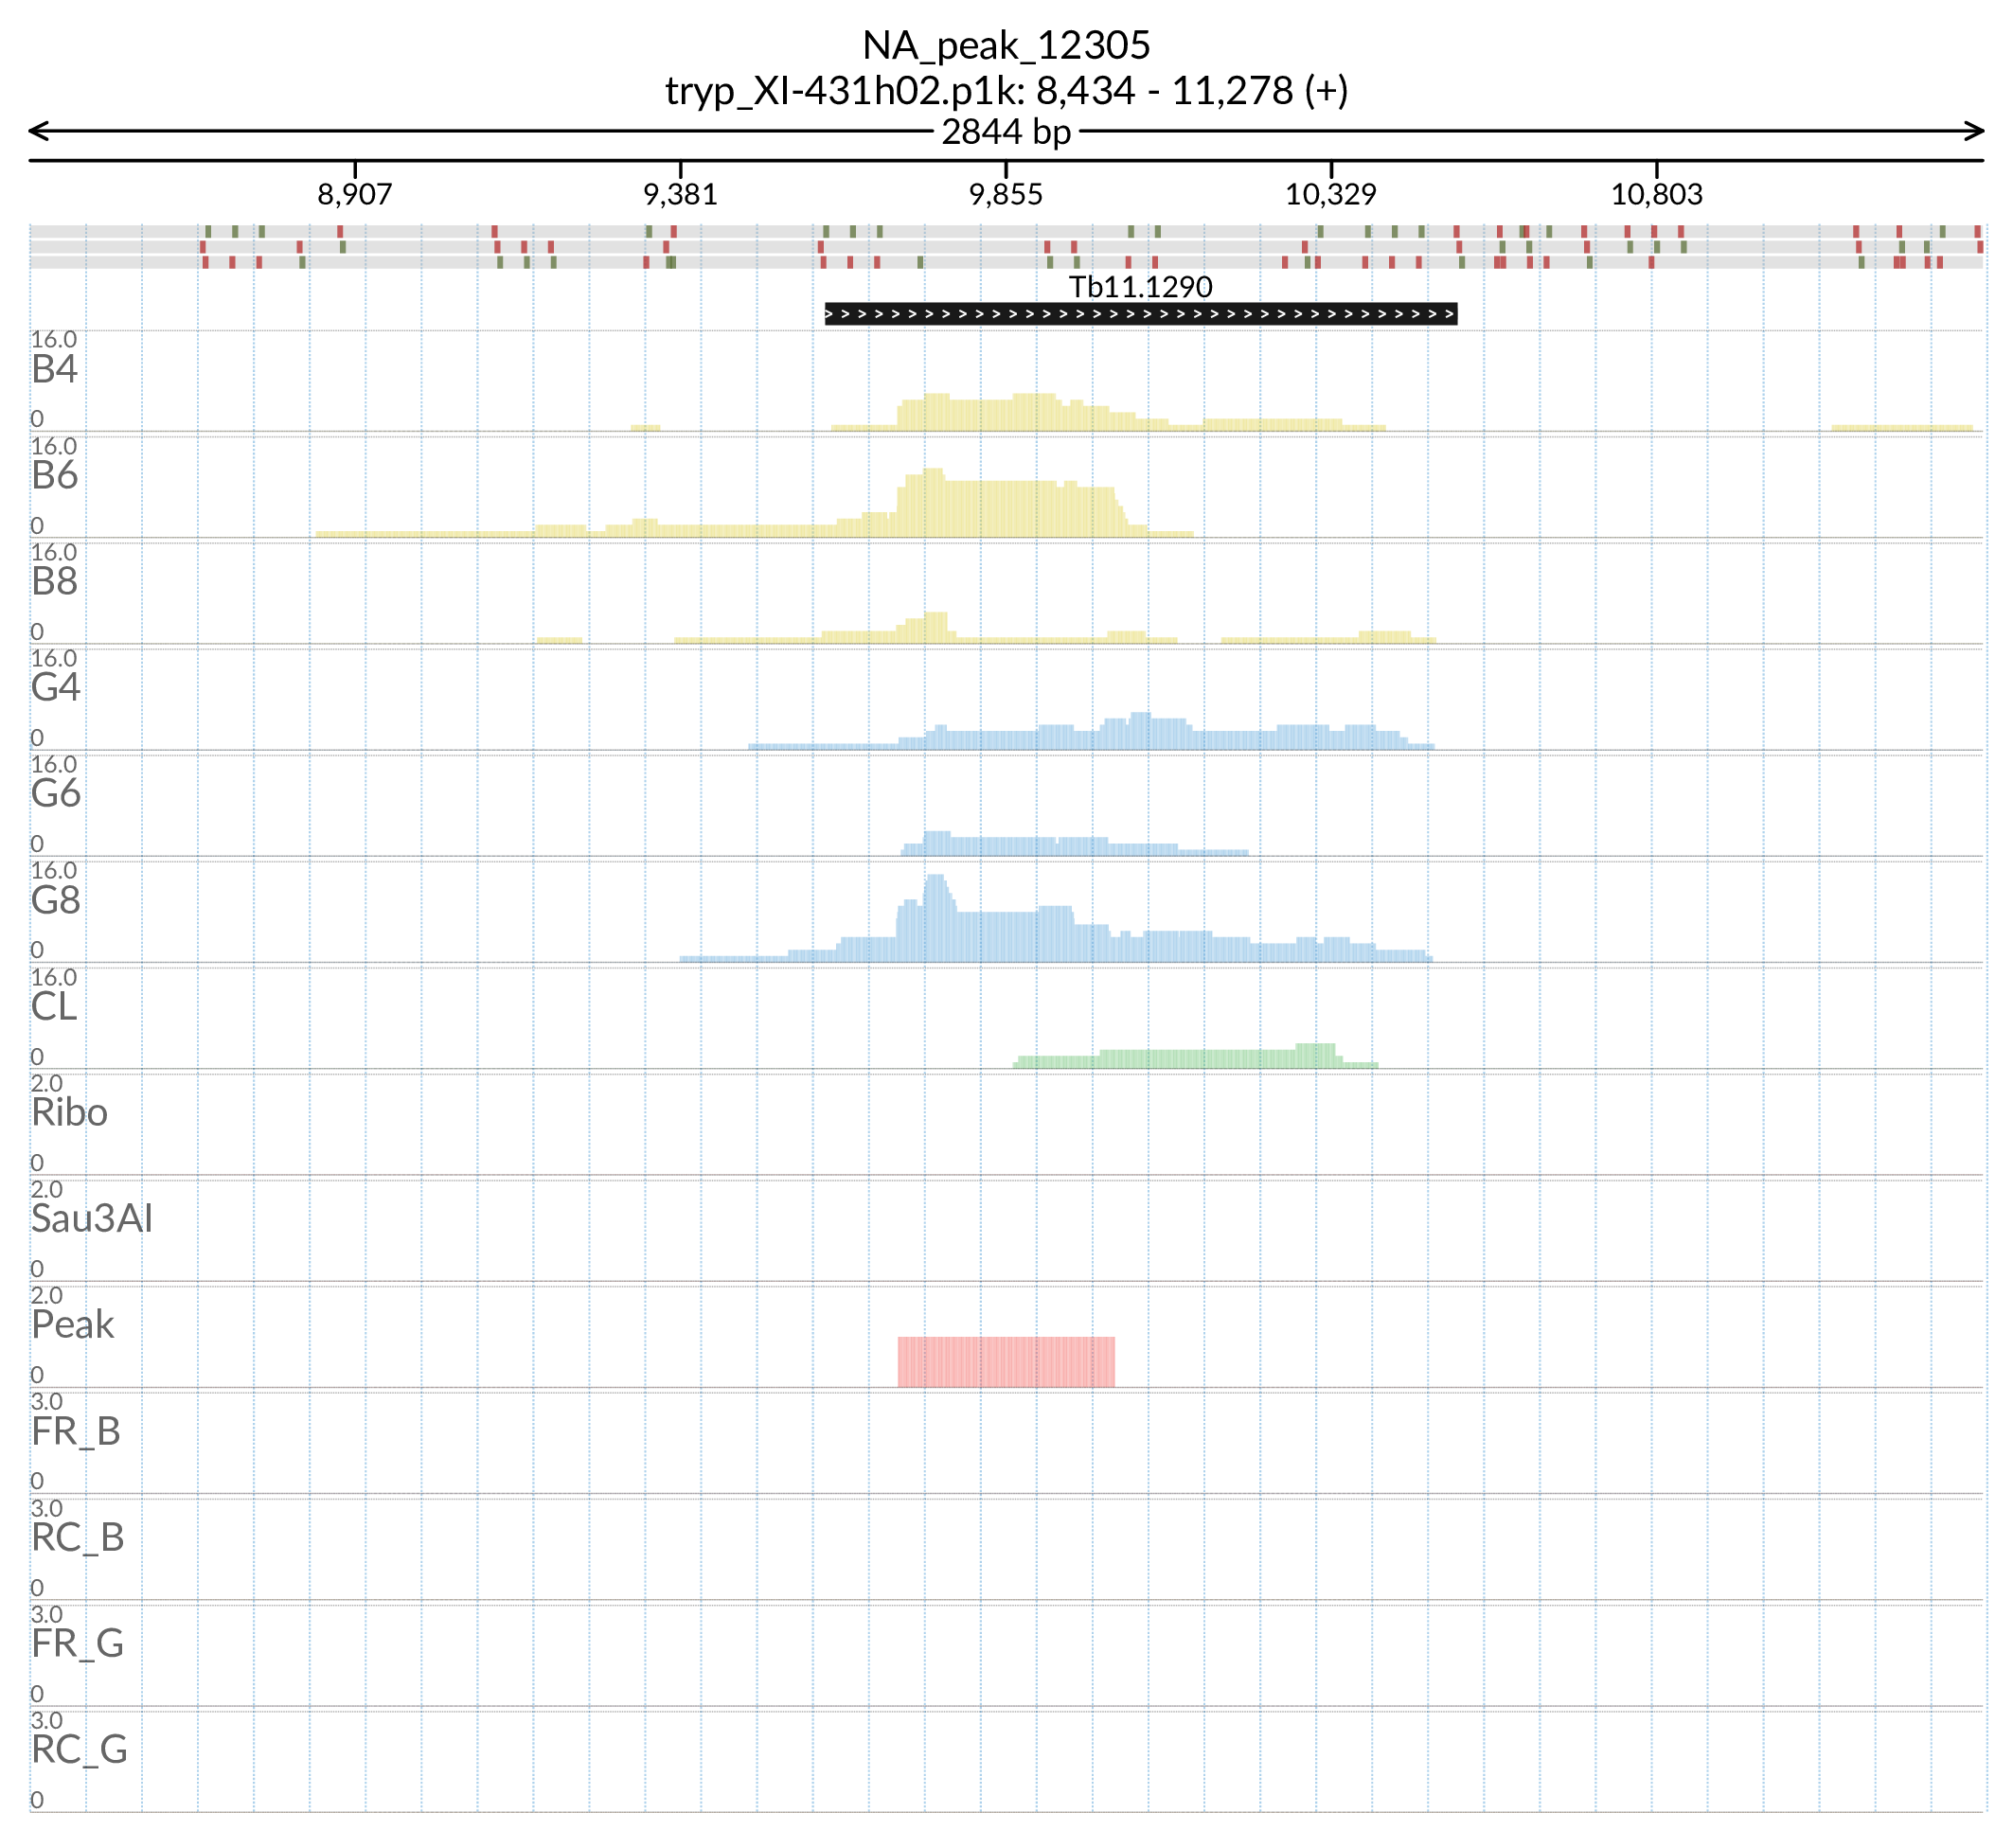 NA_peak_12305
tryp_XI-431h02.p1k: 8,434 - 11,278 (+)
2844 bp
8,907 9,381 9,855 10,329 10,803
Tb11.1290
16.0
B4
0
16.0
B6
0
16.0
B8
0
16.0
G4
0
16.0
G6
0
16.0
G8
0
16.0
CL
0
2.0
Ribo
0
2.0
Sau3AI
0
2.0
Peak
0
3.0
FR_B
0
3.0
RC_B
0
3.0
FR_G
0
3.0
RC_G
0